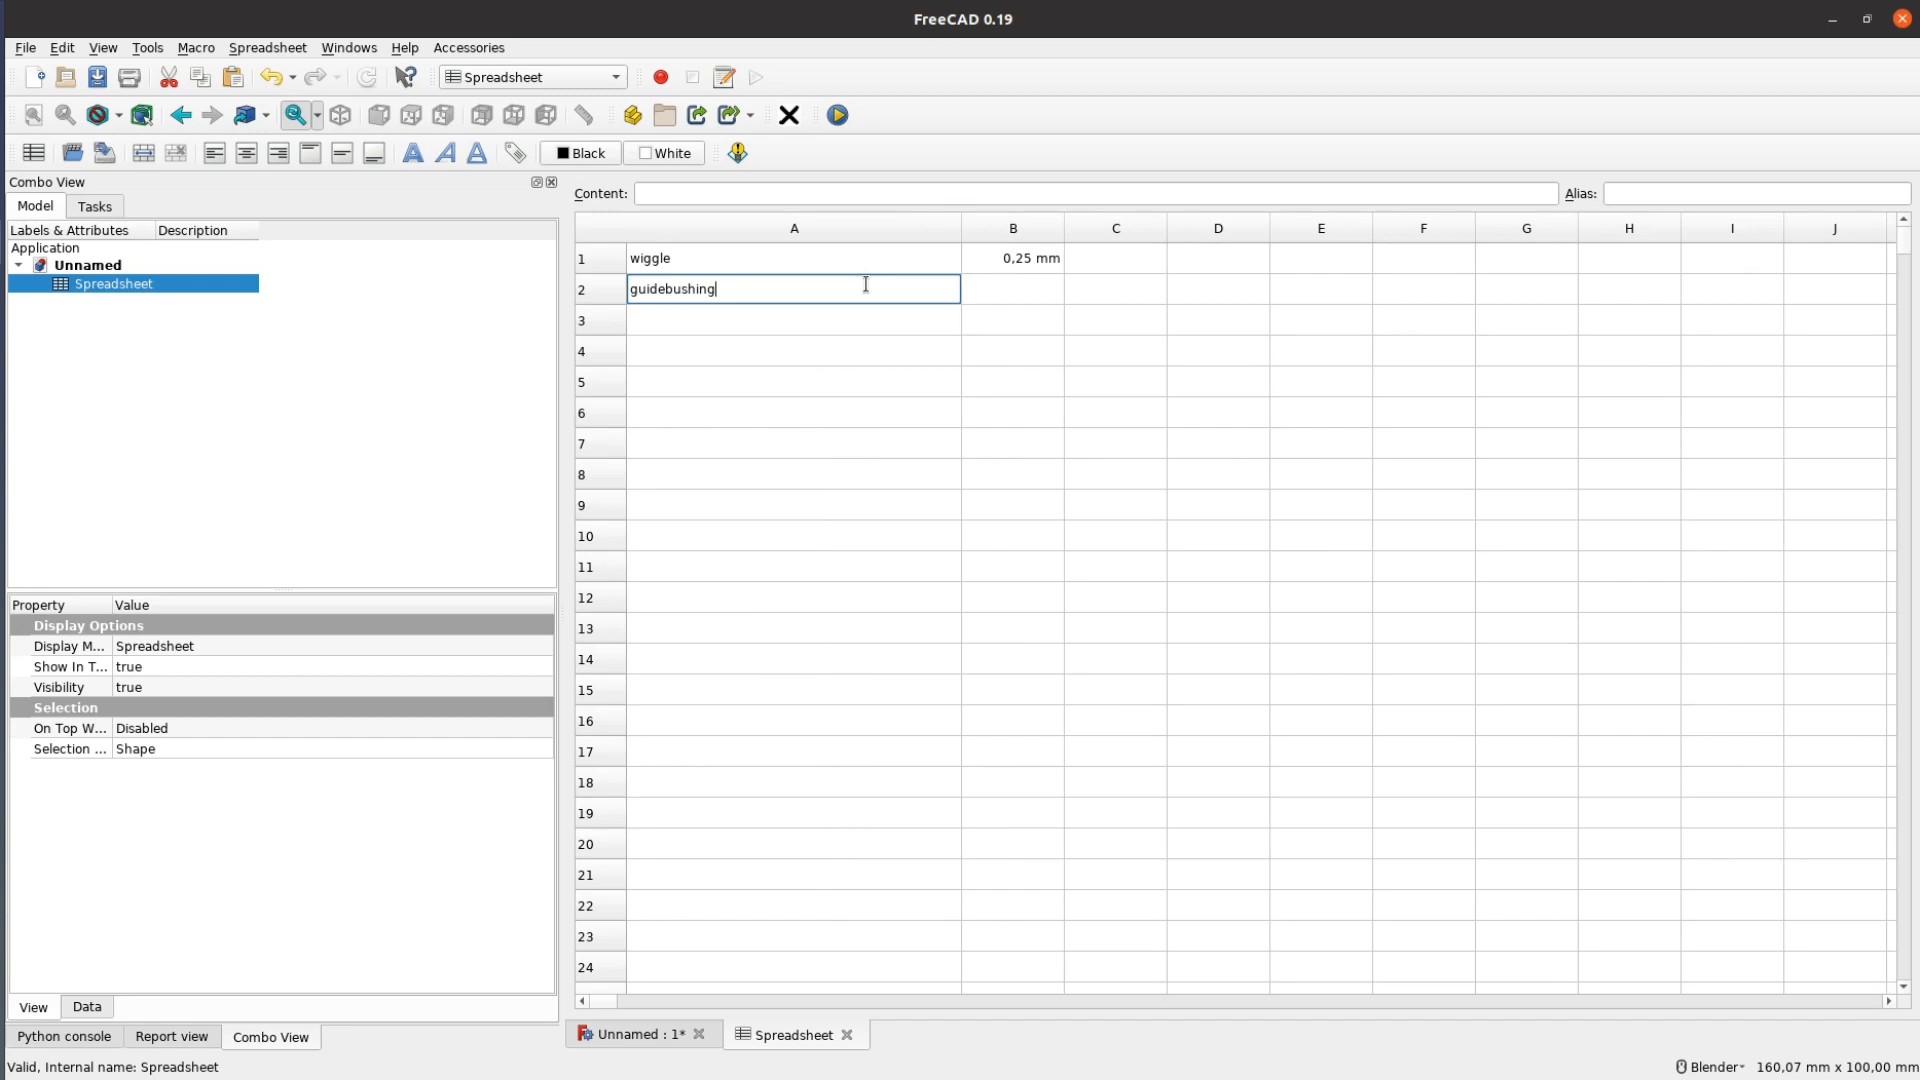 FreeCAD 0.19
File Edit View Tools Macro Spreadsheet Windows Help Accessories
Spreadsheet
Black White
Combo View
Content: Alias:
Model Tasks
Labels & Attributes Description
Application
Unnamed
Spreadsheet
A B C D E F G H I J
1 wiggle 0,25 mm
2 guidebushing
3
4
5
6
7
8
9
10
11
12
13
14
15
16
17
18
19
20
21
22
23
24
Property Value
Display Options
Display M... Spreadsheet
Show In T... true
Visibility true
Selection
On Top W... Disabled
Selection ... Shape
View Data
Python console Report view Combo View
Unnamed : 1* Spreadsheet
Valid, Internal name: Spreadsheet
Blender 160,07 mm x 100,00 mm